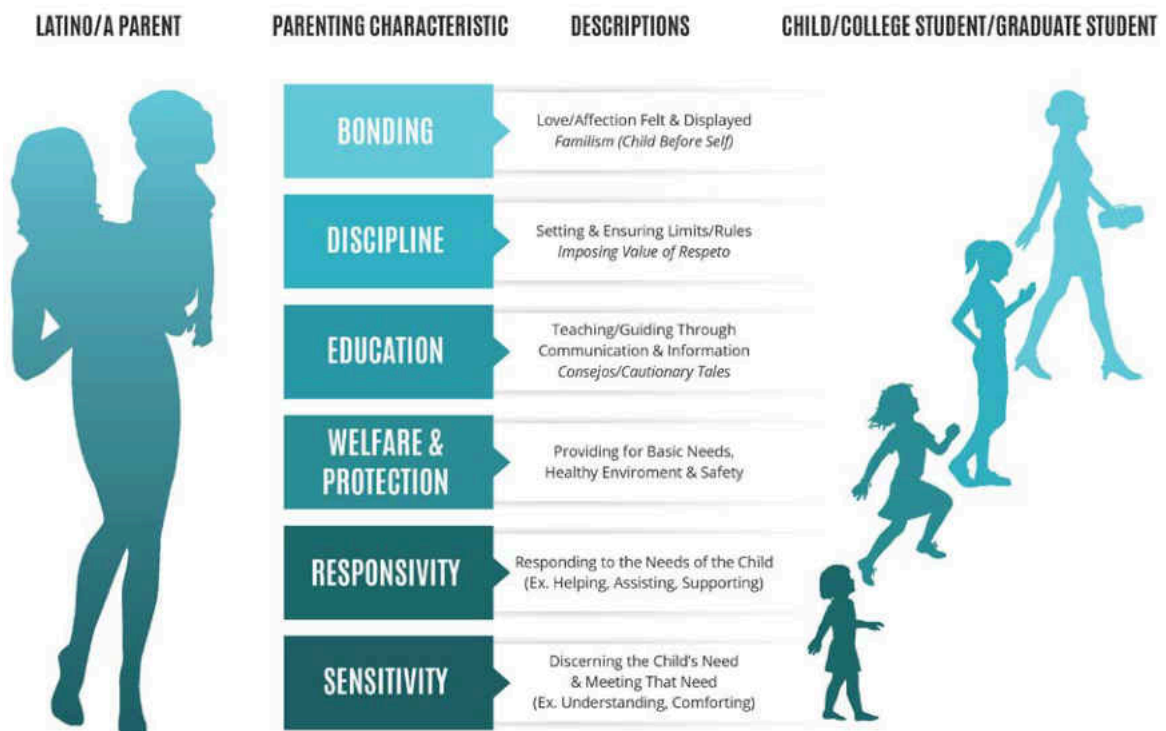 LATINO/A PARENT
PARENTING CHARACTERISTIC
DESCRIPTIONS
CHILD/COLLEGE STUDENT/GRADUATE STUDENT
BONDING
Love/Affection Felt & Displayed
Familism (Child Before Self)
DISCIPLINE
Setting & Ensuring Limits/Rules
Imposing Value of Respeto
EDUCATION
Teaching/Guiding Through
Communication & Information
Consejos/Cautionary Tales
WELFARE &
PROTECTION
Providing for Basic Needs,
Healthy Enviroment & Safety
RESPONSIVITY
Responding to the Needs of the Child
(Ex. Helping, Assisting, Supporting)
SENSITIVITY
Discerning the Child's Need
& Meeting That Need
(Ex. Understanding, Comforting)